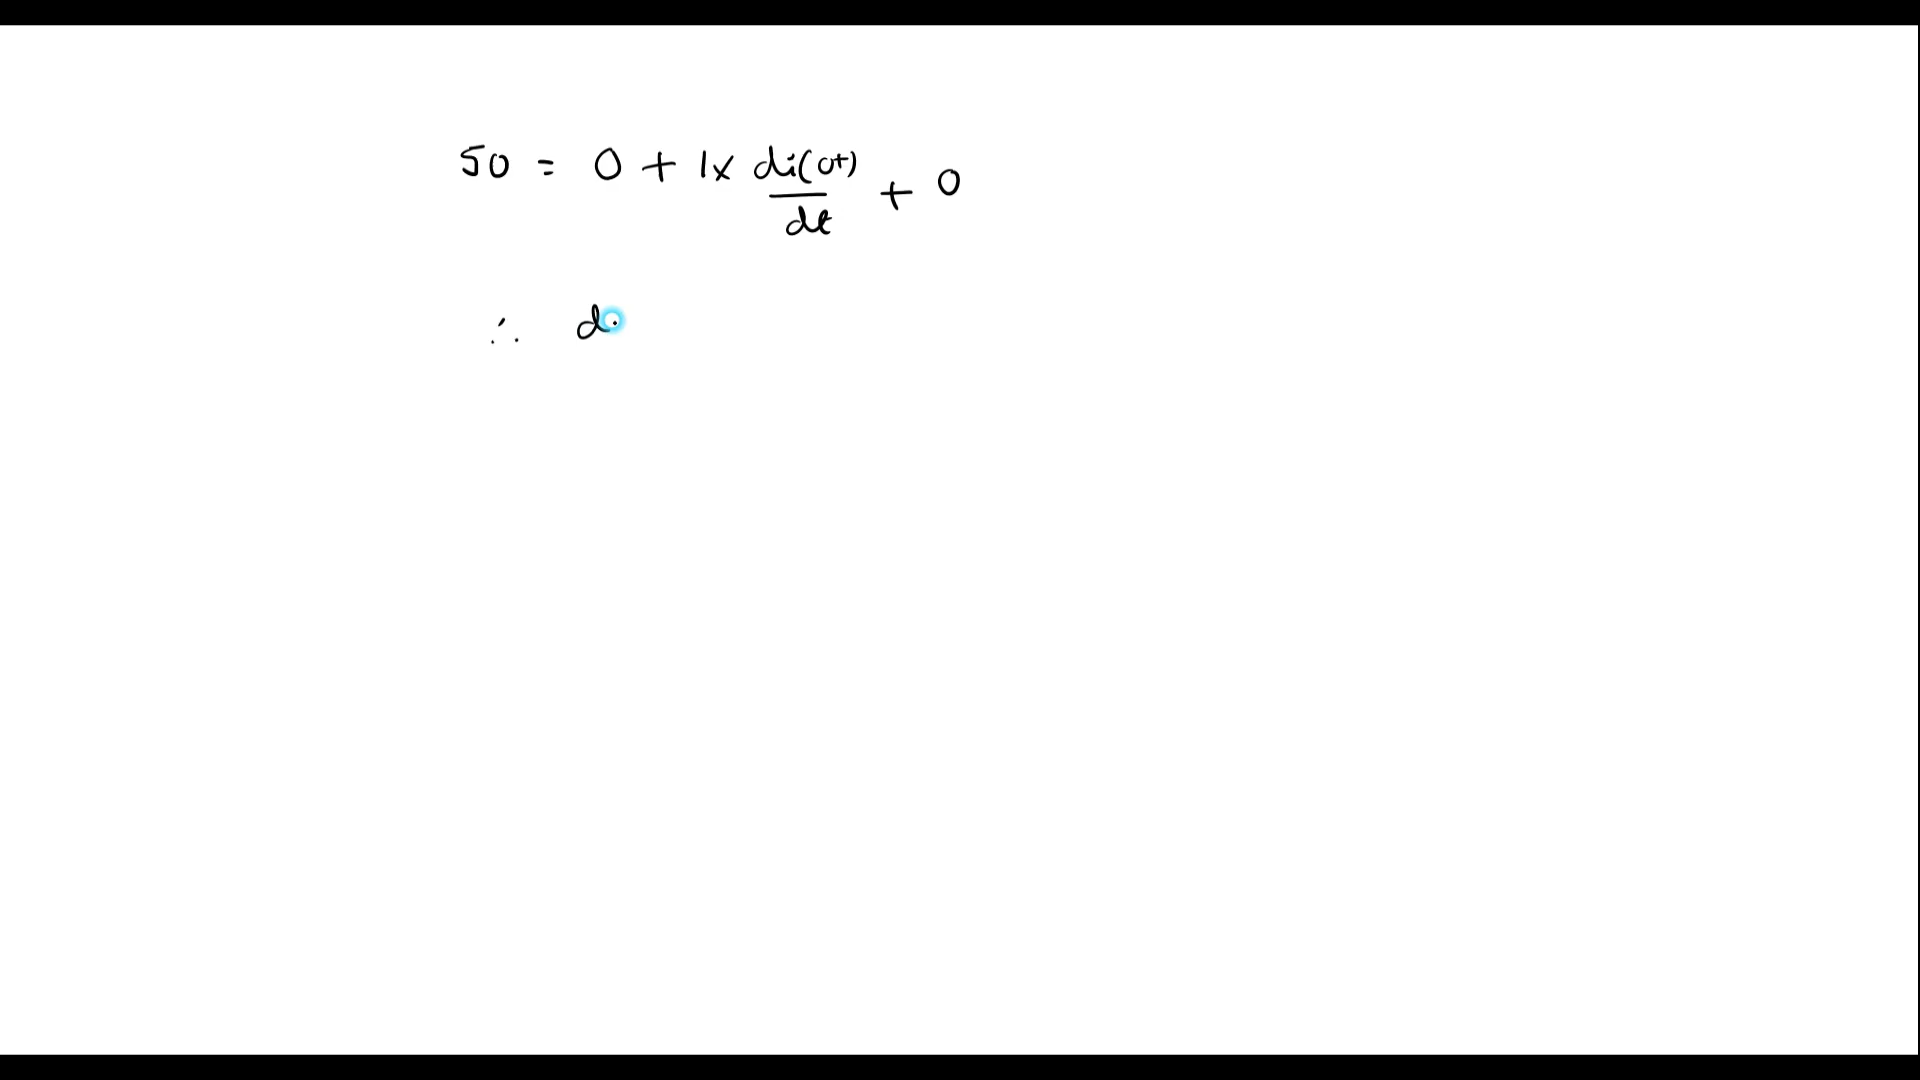 50 = 0 + 1x di(0+)/dt + 0
∴ d